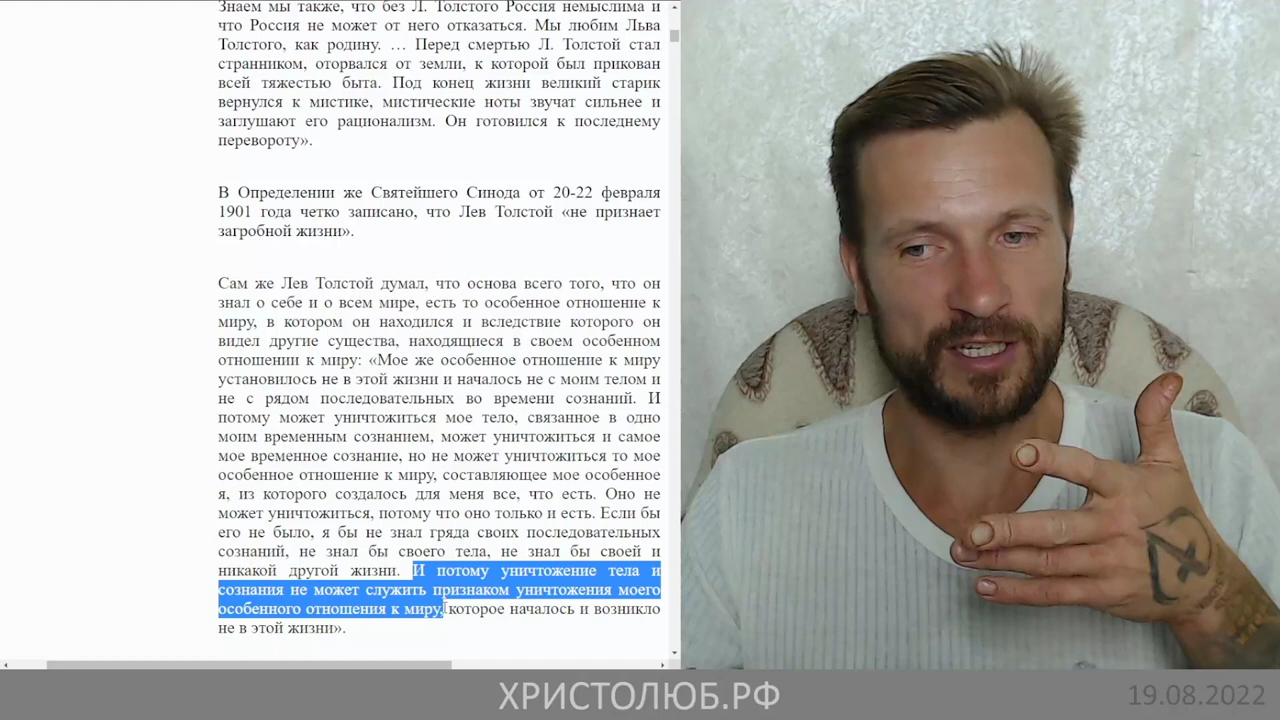 Знаем мы также, что без Л. Толстого Россия немыслима и
что Россия не может от него отказаться. Мы любим Льва
Толстого, как родину. … Перед смертью Л. Толстой стал
странником, оторвался от земли, к которой был прикован
всей тяжестью быта. Под конец жизни великий старик
вернулся к мистике, мистические ноты звучат сильнее и
заглушают его рационализм. Он готовился к последнему
перевороту».
В Определении же Святейшего Синода от 20-22 февраля
1901 года четко записано, что Лев Толстой «не признает
загробной жизни».
Сам же Лев Толстой думал, что основа всего того, что он
знал о себе и о всем мире, есть то особенное отношение к
миру, в котором он находился и вследствие которого он
видел другие существа, находящиеся в своем особенном
отношении к миру: «Мое же особенное отношение к миру
установилось не в этой жизни и началось не с моим телом и
не с рядом последовательных во времени сознаний. И
потому может уничтожиться мое тело, связанное в одно
моим временным сознанием, может уничтожиться и самое
мое временное сознание, но не может уничтожиться то мое
особенное отношение к миру, составляющее мое особенное
я, из которого создалось для меня все, что есть. Оно не
может уничтожиться, потому что оно только и есть. Если бы
его не было, я бы не знал гряда своих последовательных
сознаний, не знал бы своего тела, не знал бы своей и
никакой другой жизни. И потому уничтожение тела и
сознания не может служить признаком уничтожения моего
особенного отношения к миру, которое началось и возникло
не в этой жизни».
ХРИСТОЛЮБ.РФ
19.08.2022